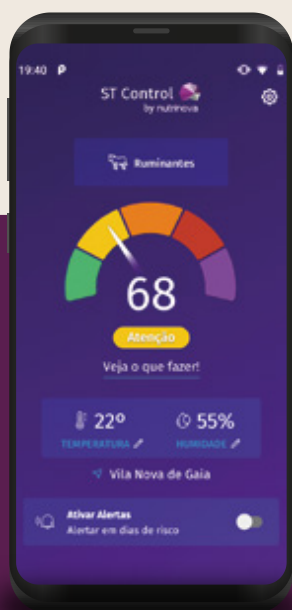 19:40 P
ST Control
by nutrinova
Ruminantes
68
Atenção
Veja o que fazer!
22º 55%
TEMPERATURA HUMIDADE
Vila Nova de Gaia
Ativar Alertas
Alertar em dias de risco